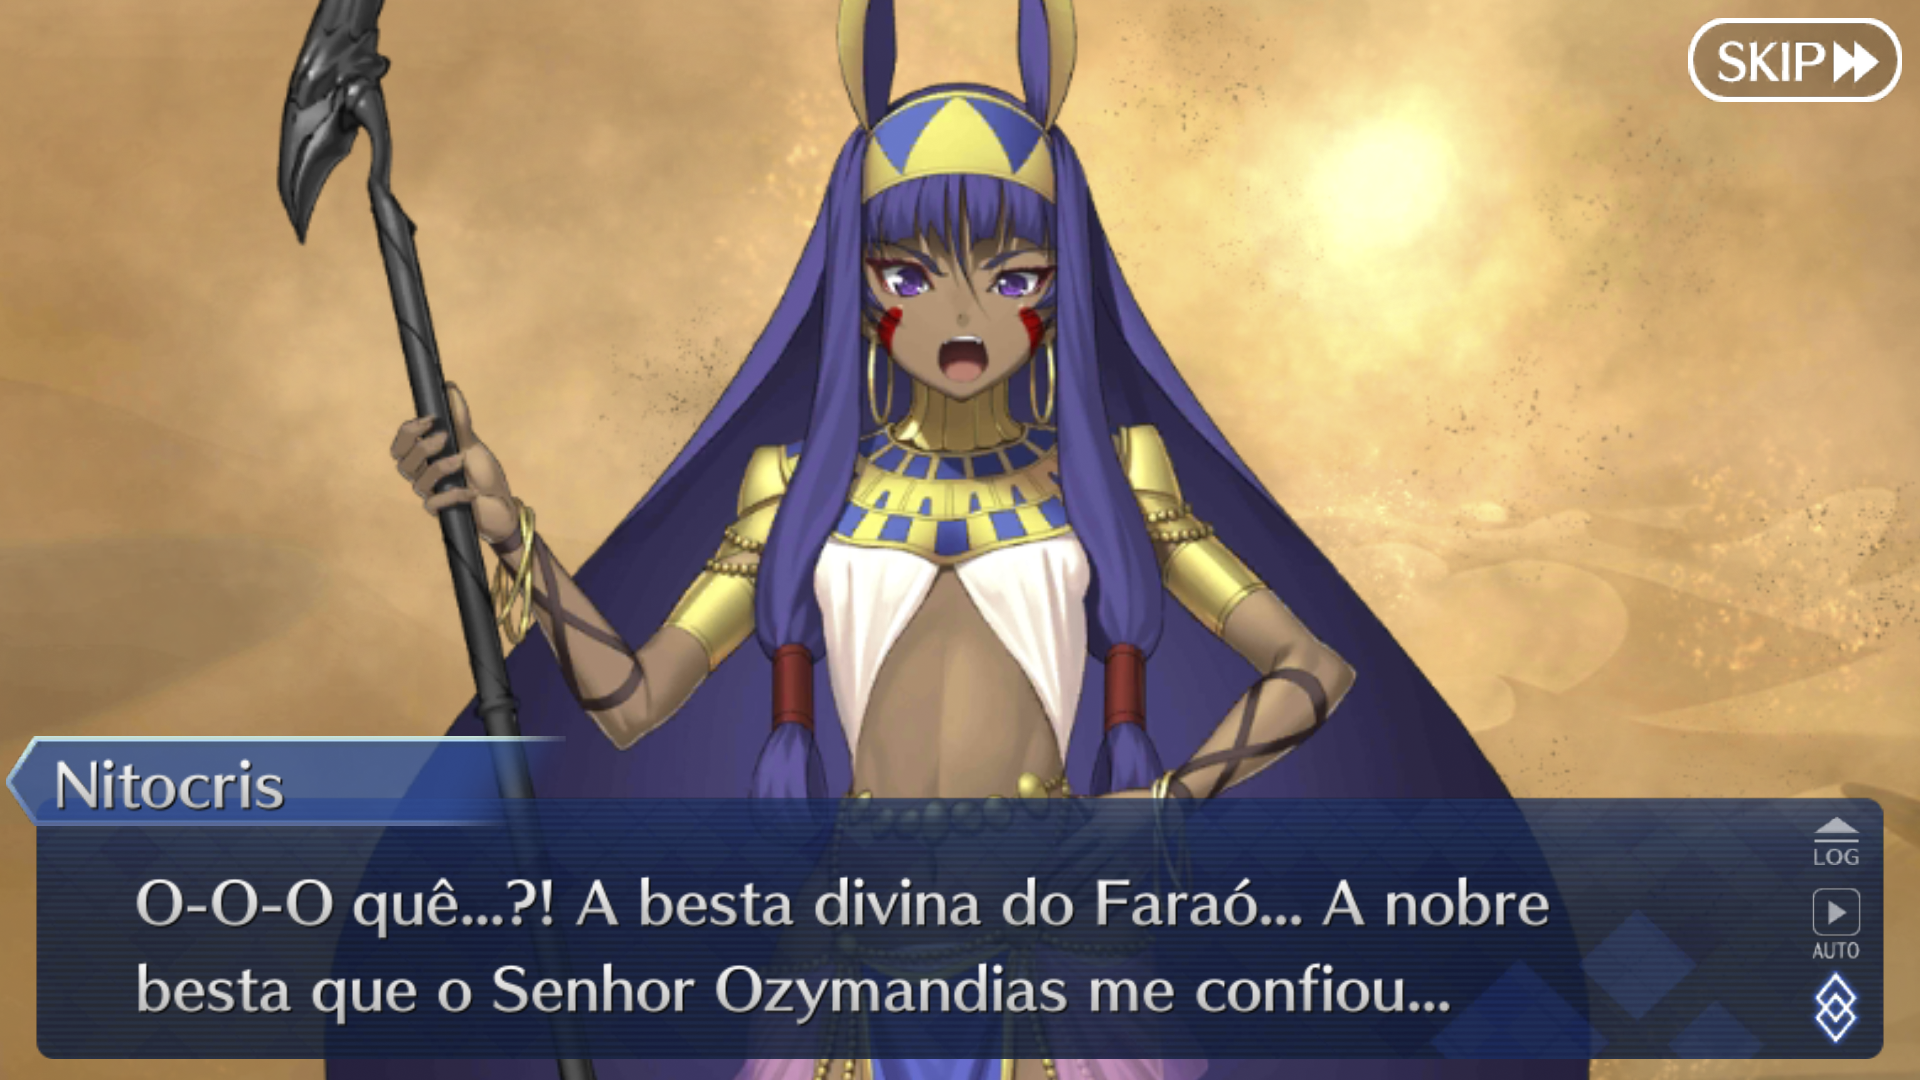 SKIP
Nitocris
O-O-O quê...?! A besta divina do Faraó... A nobre
besta que o Senhor Ozymandias me confiou...
LOG
AUTO